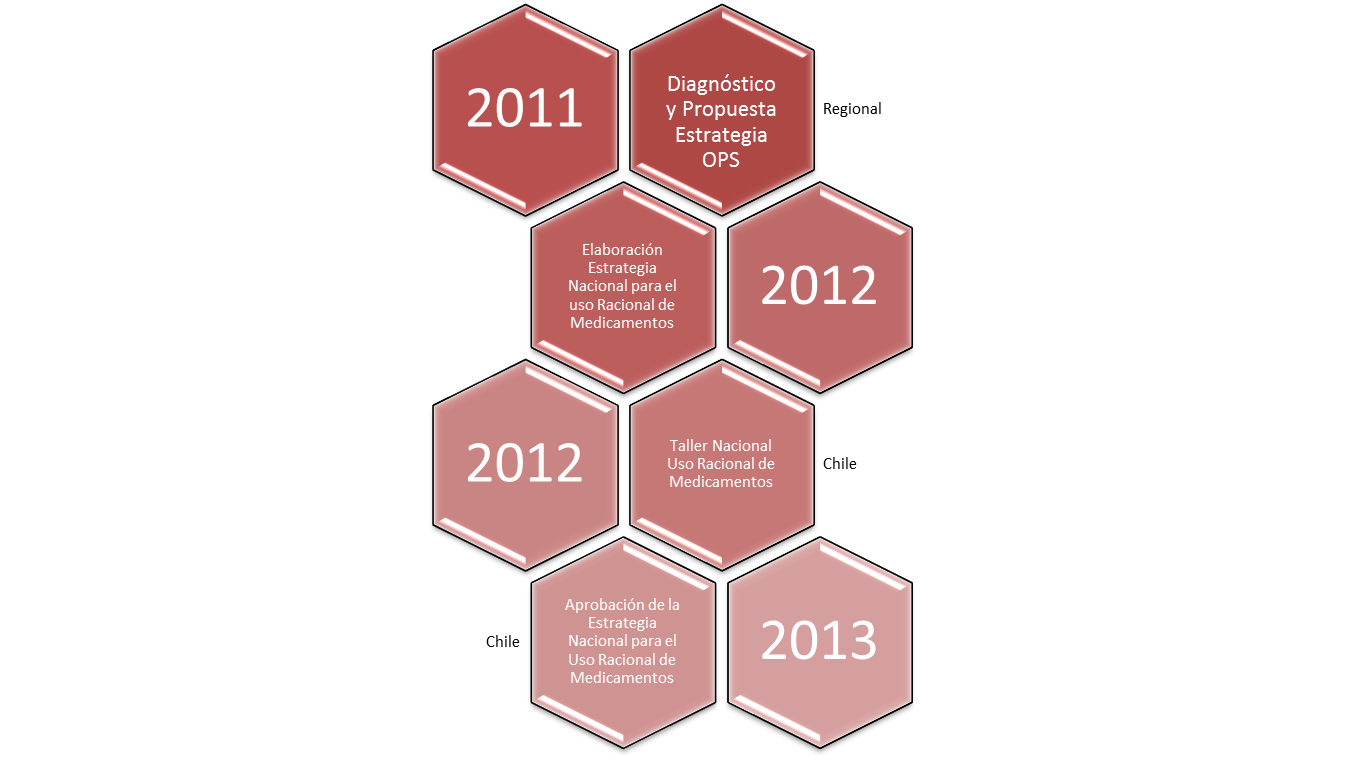 2011
Diagnóstico
y Propuesta
Estrategia
OPS
Regional
Elaboración
Estrategia
Nacional para el
uso Racional de
Medicamentos
2012
2012
Taller Nacional
Uso Racional de
Medicamentos
Chile
Chile
Aprobación de la
Estrategia
Nacional para el
Uso Racional de
Medicamentos
2013